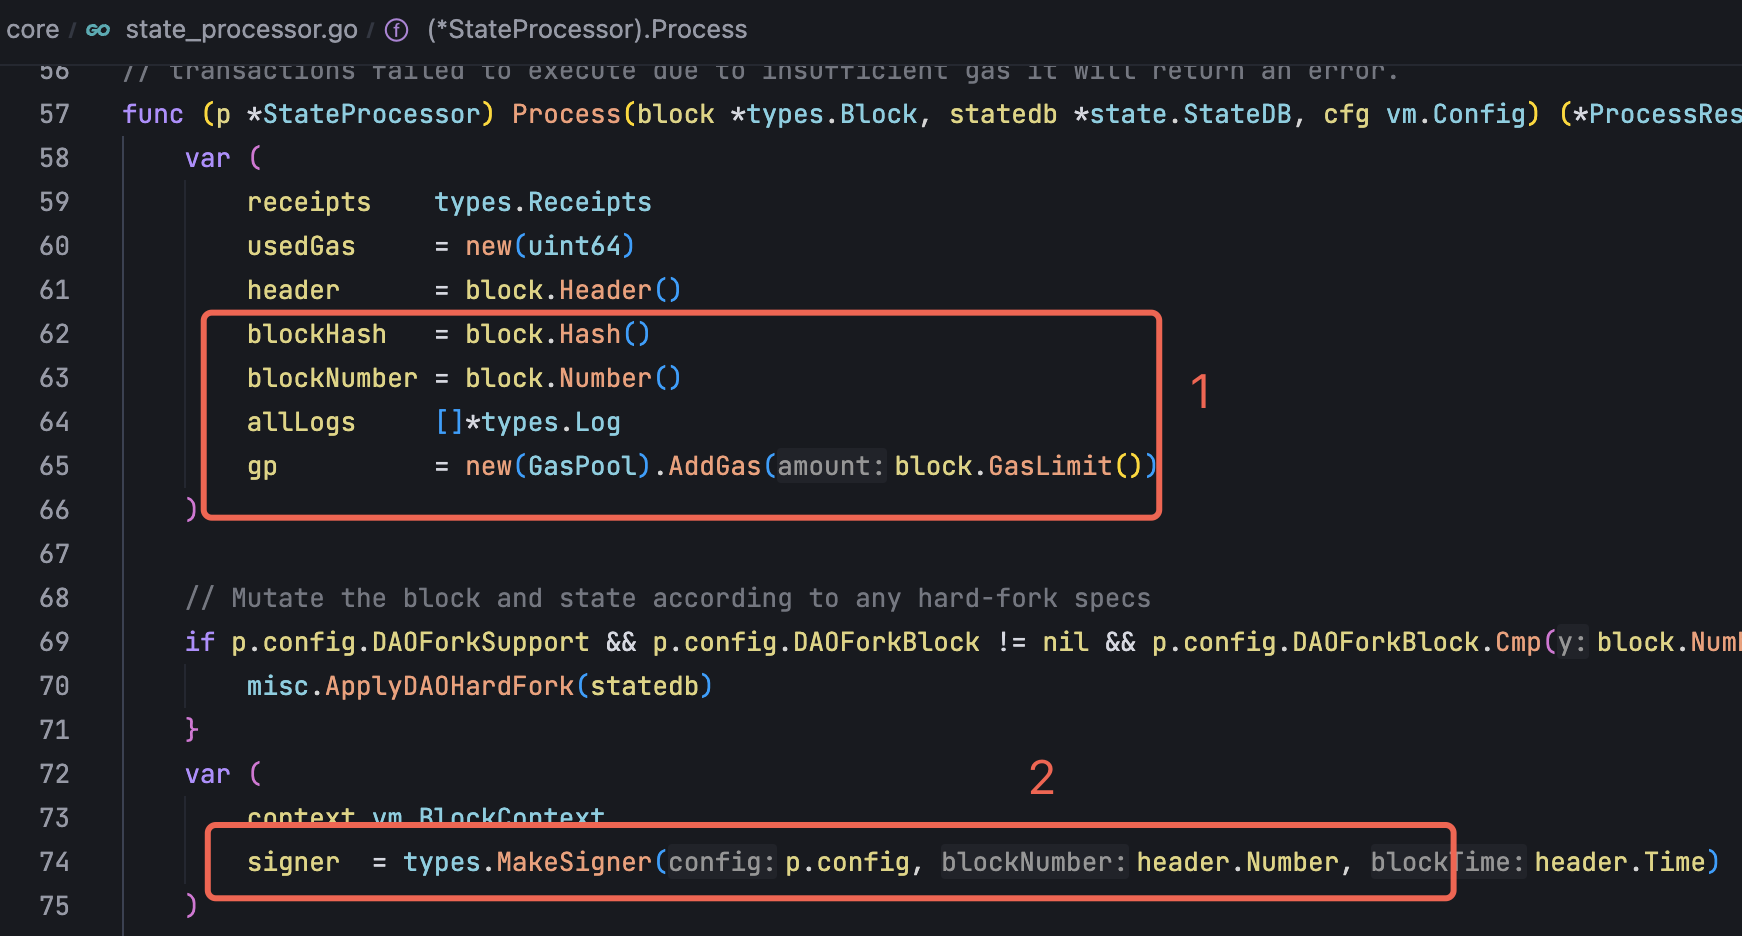 core / GO state_processor.go / f (*StateProcessor).Process
56 // transactions failed to execute due to insufficient gas it will return an error.
57 func (p *StateProcessor) Process(block *types.Block, statedb *state.StateDB, cfg vm.Config) (*ProcessRes
58 var (
59 receipts types.Receipts
60 usedGas = new(uint64)
61 header = block.Header()
62 blockHash = block.Hash()
63 blockNumber = block.Number()
64 allLogs []*types.Log
65 gp = new(GasPool).AddGas(amount: block.GasLimit())
66 )
1
67
68 // Mutate the block and state according to any hard-fork specs
69 if p.config.DAOForkSupport && p.config.DAOForkBlock != nil && p.config.DAOForkBlock.Cmp(y: block.Num
70 misc.ApplyDAOHardFork(statedb)
71 }
72 var (
2
73 context vm.BlockContext
74 signer = types.MakeSigner(config: p.config, blockNumber: header.Number, blockTime: header.Time)
75 )